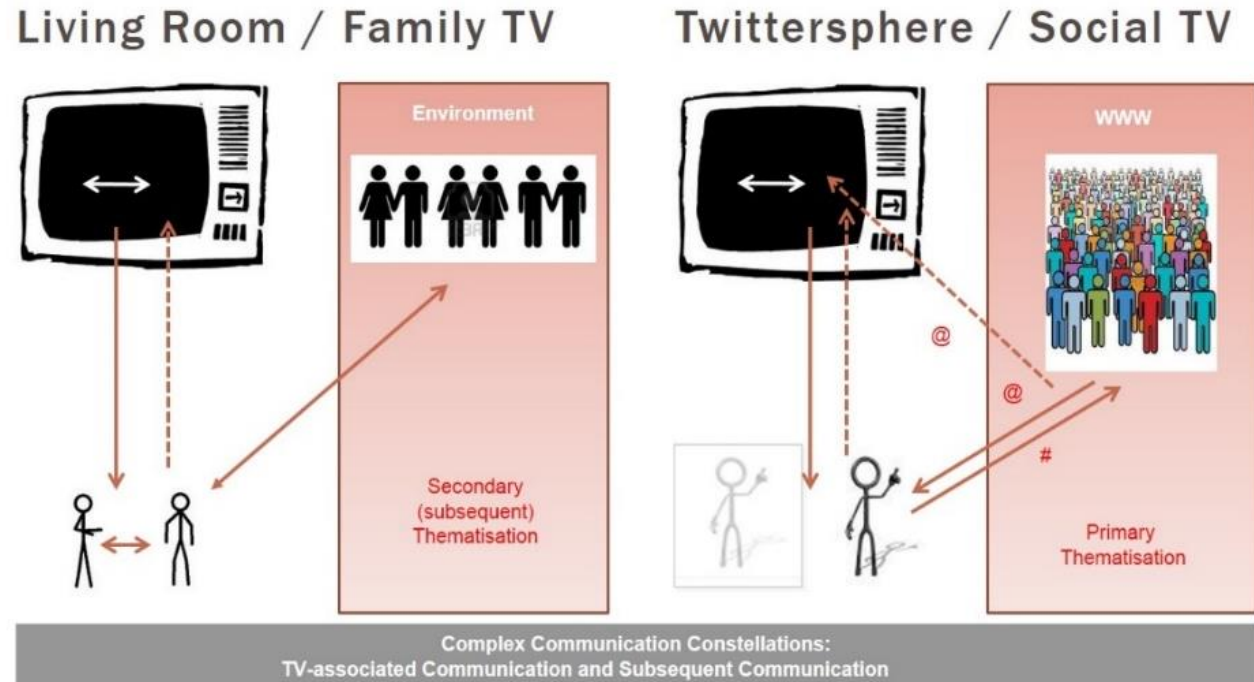 Living Room / Family TV
Environment
Secondary
(subsequent)
Thematisation
Twittersphere / Social TV
www
@
@
#
Primary
Thematisation
Complex Communication Constellations:
TV-associated Communication and Subsequent Communication